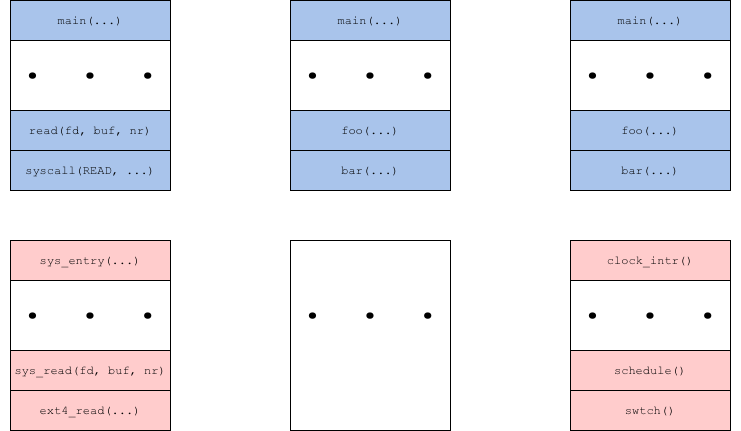 main(...)
main(...)
main(...)
read(fd, buf, nr)
foo(...)
foo(...)
syscall(READ, ...)
bar(...)
bar(...)
sys_entry(...)
clock_intr()
sys_read(fd, buf, nr)
schedule()
ext4_read(...)
swtch()